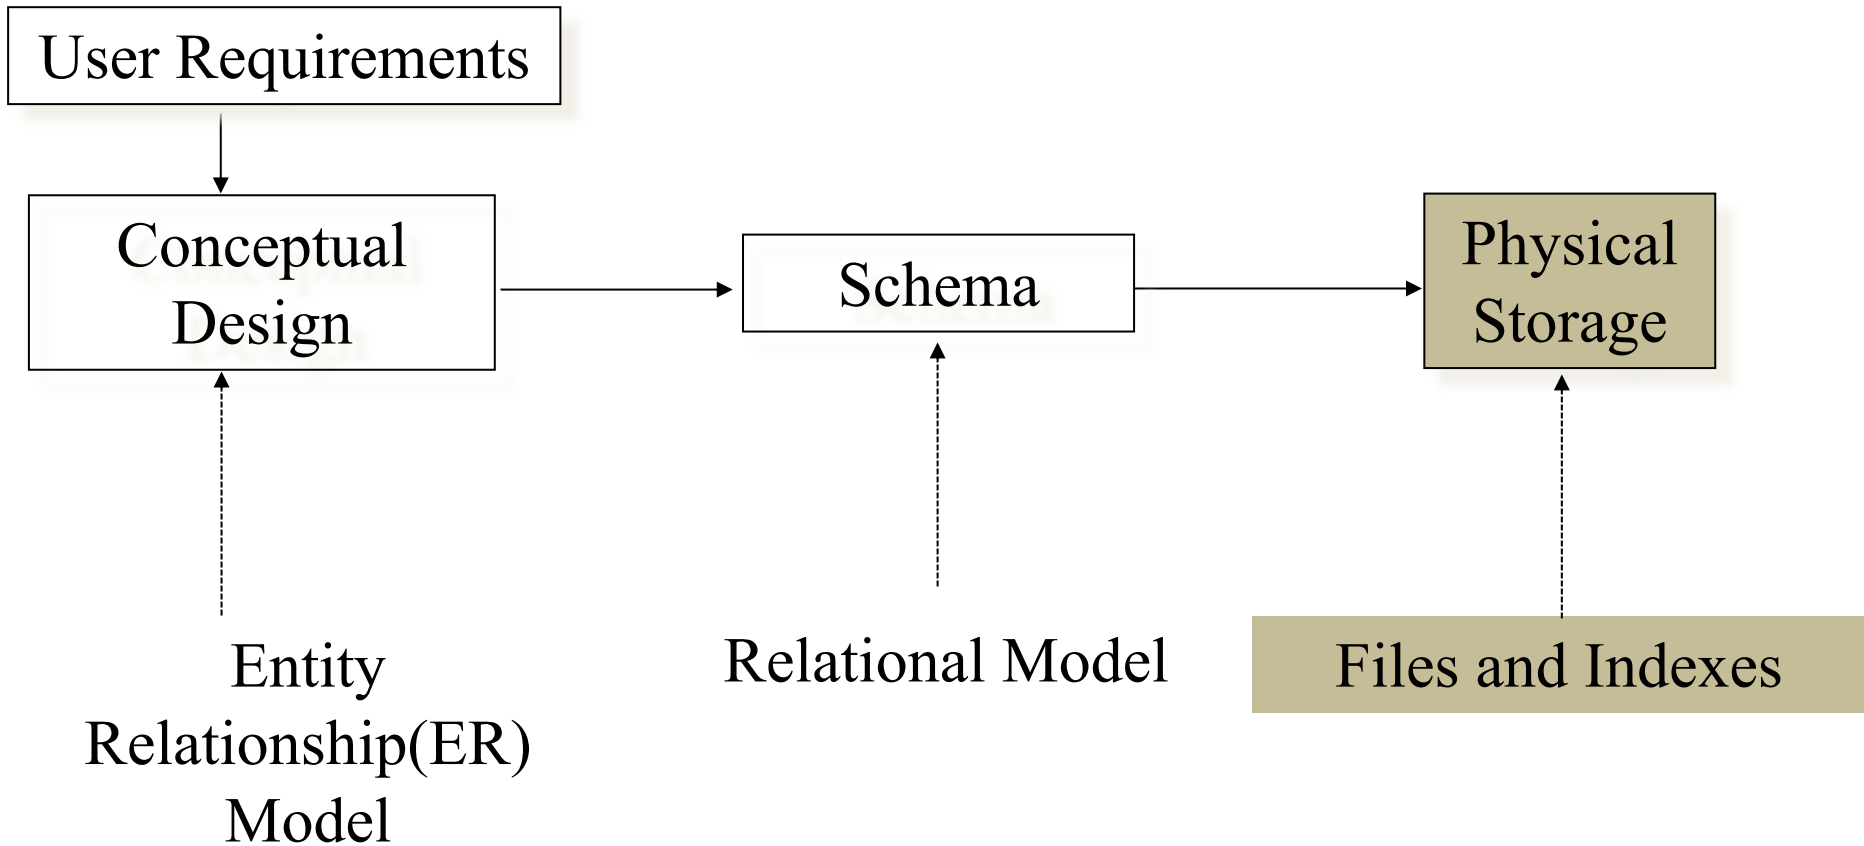 User Requirements
Conceptual
Design
Schema
Physical
Storage
Entity
Relationship(ER)
Model
Relational Model
Files and Indexes